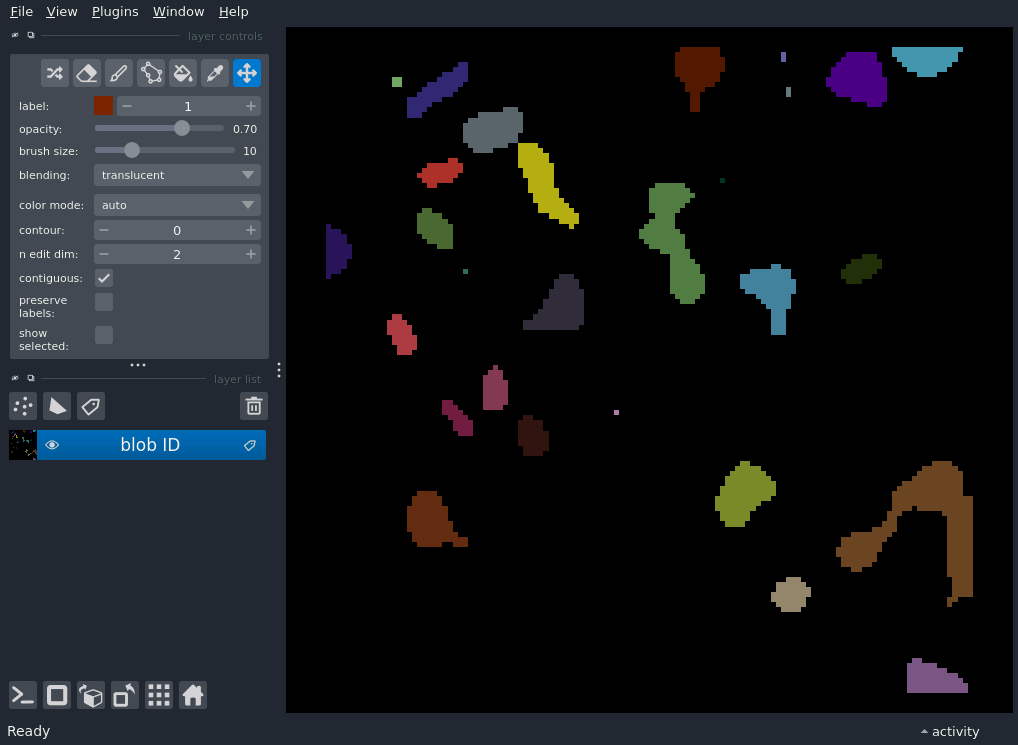 File View Plugins Window Help
layer controls
label: 1
opacity: 0.70
brush size: 10
blending: translucent
color mode: auto
contour: 0
n edit dim: 2
contiguous:
preserve
labels:
show
selected:
layer list
blob ID
Ready
activity